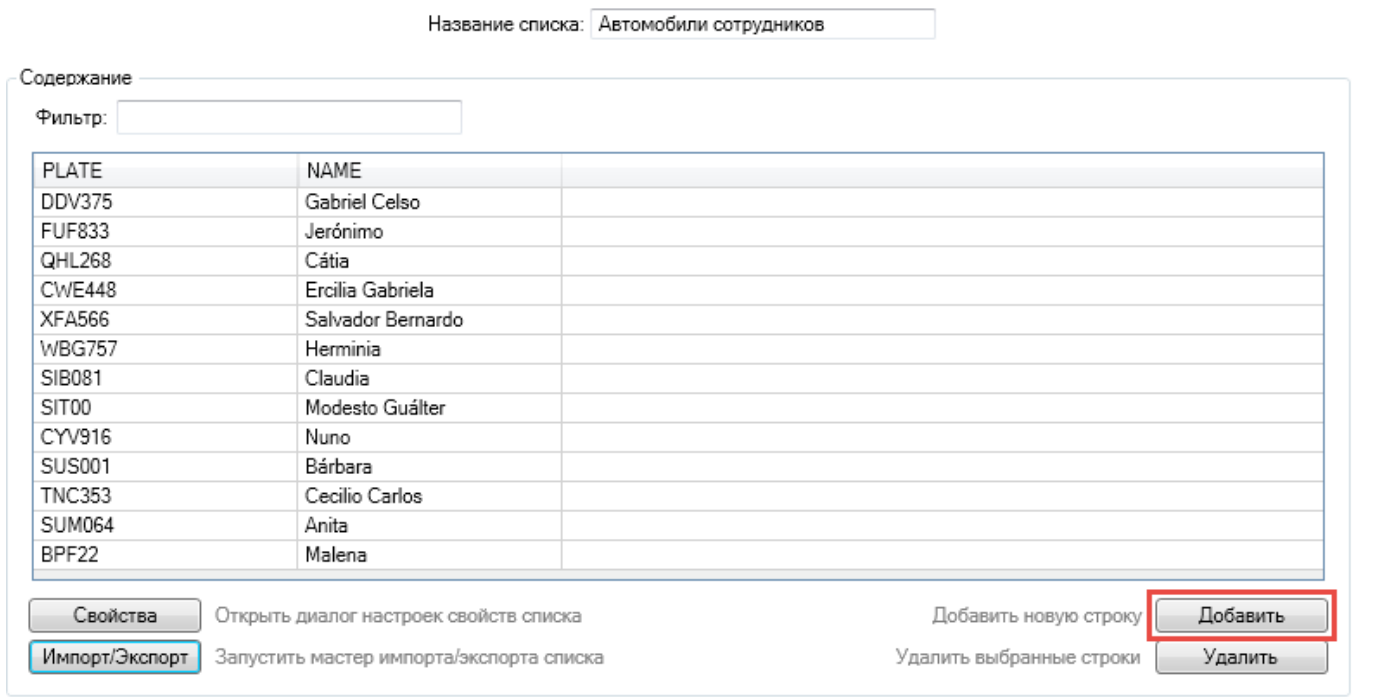 Название списка: Автомобили сотрудников
Содержание
Фильтр:
PLATE NAME
DDV375 Gabriel Celso
FUF833 Jerónimo
QHL268 Cátia
CWE448 Ercilia Gabriela
XFA566 Salvador Bernardo
WBG757 Herminia
SIB081 Claudia
SIT00 Modesto Guálter
CYV916 Nuno
SUS001 Bárbara
TNC353 Cecilio Carlos
SUM064 Anita
BPF22 Malena
Свойства Открыть диалог настроек свойств списка Добавить новую строку Добавить
Импорт/Экспорт Запустить мастер импорта/экспорта списка Удалить выбранные строки Удалить